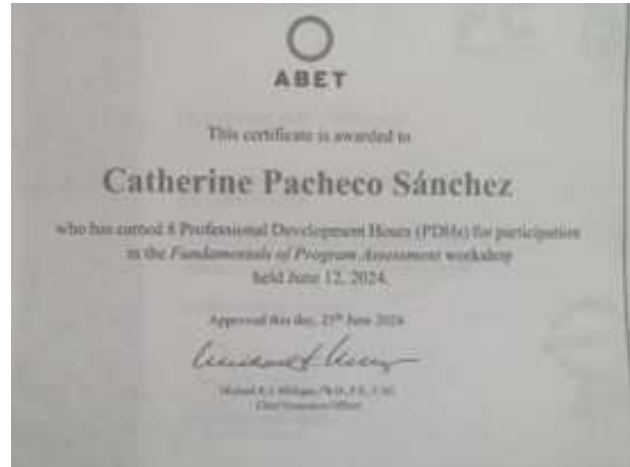 ABET
This certificate is awarded to
Catherine Pacheco Sánchez
who has earned 8 Professional Development Hours (PDHs) for participation
in the Fundamentals of Program Assessment workshop
held June 12, 2024.
Approved this day, June 2024
Chief Executive Officer